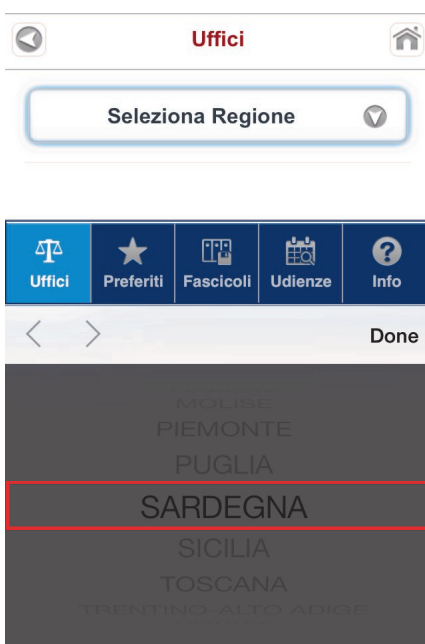 Uffici
Seleziona Regione
Uffici Preferiti Fascicoli Udienze Info
Done
MOLISE
PIEMONTE
PUGLIA
SARDEGNA
SICILIA
TOSCANA
TRENTINO-ALTO ADIGE